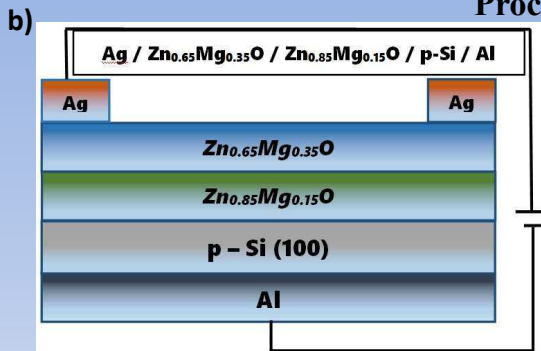 Proc
b)
Ag / Zn₀.₆₅Mg₀.₃₅O / Zn₀.₈₅Mg₀.₁₅O / p-Si / Al
Ag Ag
Zn₀.₆₅Mg₀.₃₅O
Zn₀.₈₅Mg₀.₁₅O
p – Si (100)
Al